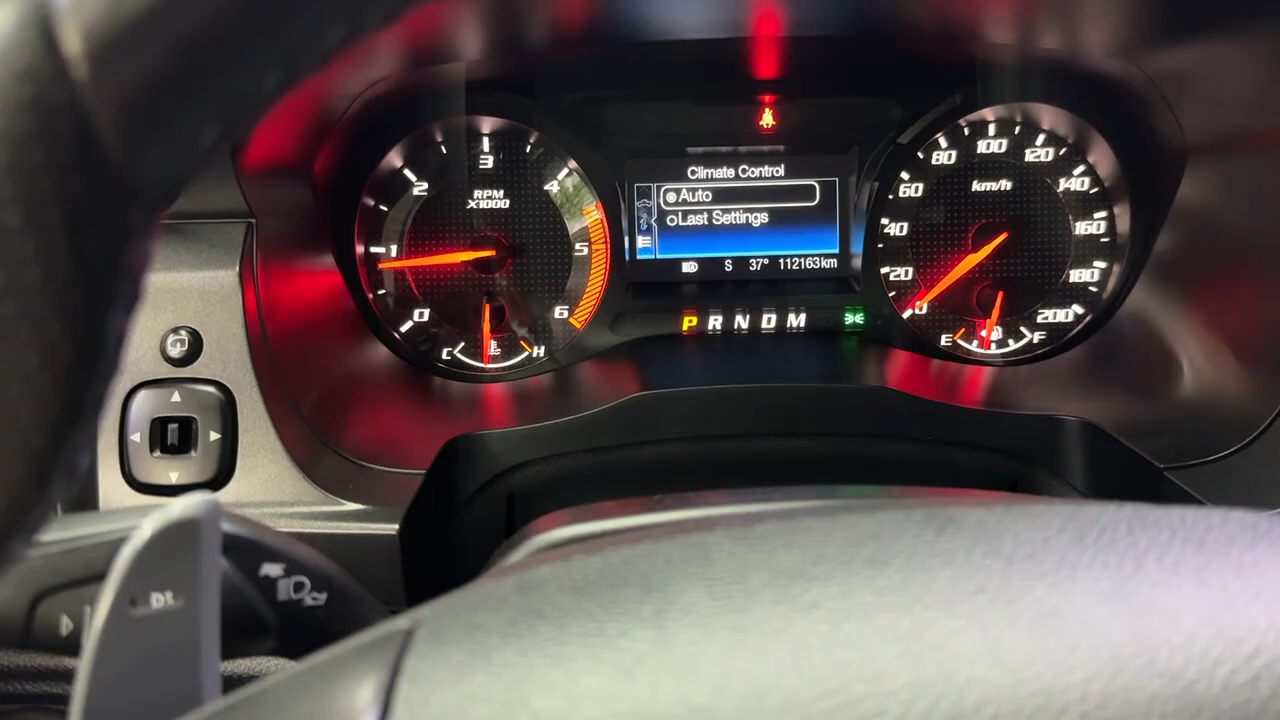 0
1
2
3
4
5
6
RPM
X1000
C
H
Climate Control
Auto
Last Settings
S 37° 112163km
P R N D M
0
20
40
60
80
100
120
140
160
180
200
km/h
E
F